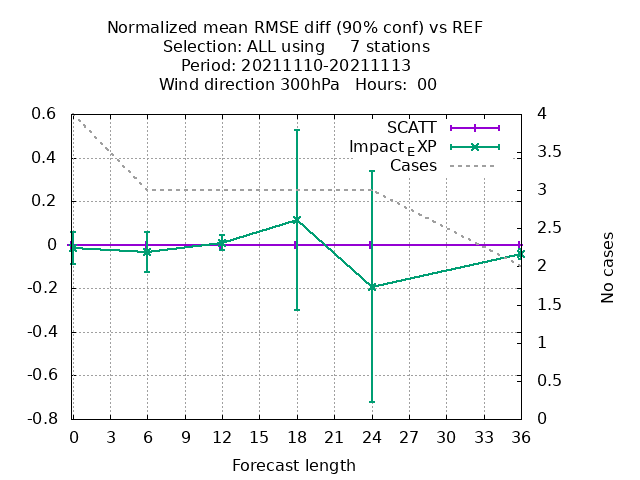 Normalized mean RMSE diff (90% conf) vs REF
Selection: ALL using     7 stations
Period: 20211110-20211113
Wind direction 300hPa   Hours:  00
SCATT
Impact_EXP
Cases
0.6
0.4
0.2
0
-0.2
-0.4
-0.6
-0.8
4
3.5
3
2.5
2
1.5
1
0.5
0
No cases
0 3 6 9 12 15 18 21 24 27 30 33 36
Forecast length